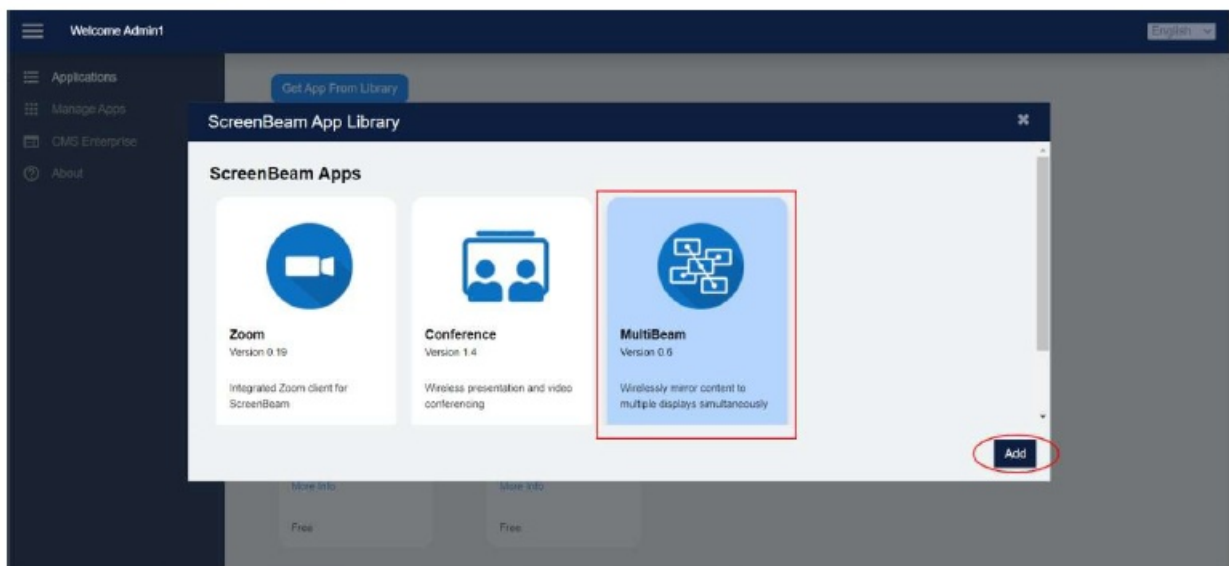 Welcome Admin1
English
Applications
Manage Apps
CMS Enterprise
About
Get App From Library
ScreenBeam App Library
ScreenBeam Apps
Zoom
Version 0.19
Integrated Zoom client for
ScreenBeam
Conference
Version 1.4
Wireless presentation and video
conferencing
MultiBeam
Version 0.6
Wirelessly mirror content to
multiple displays simultaneously
Add
More Info
More Info
Free
Free